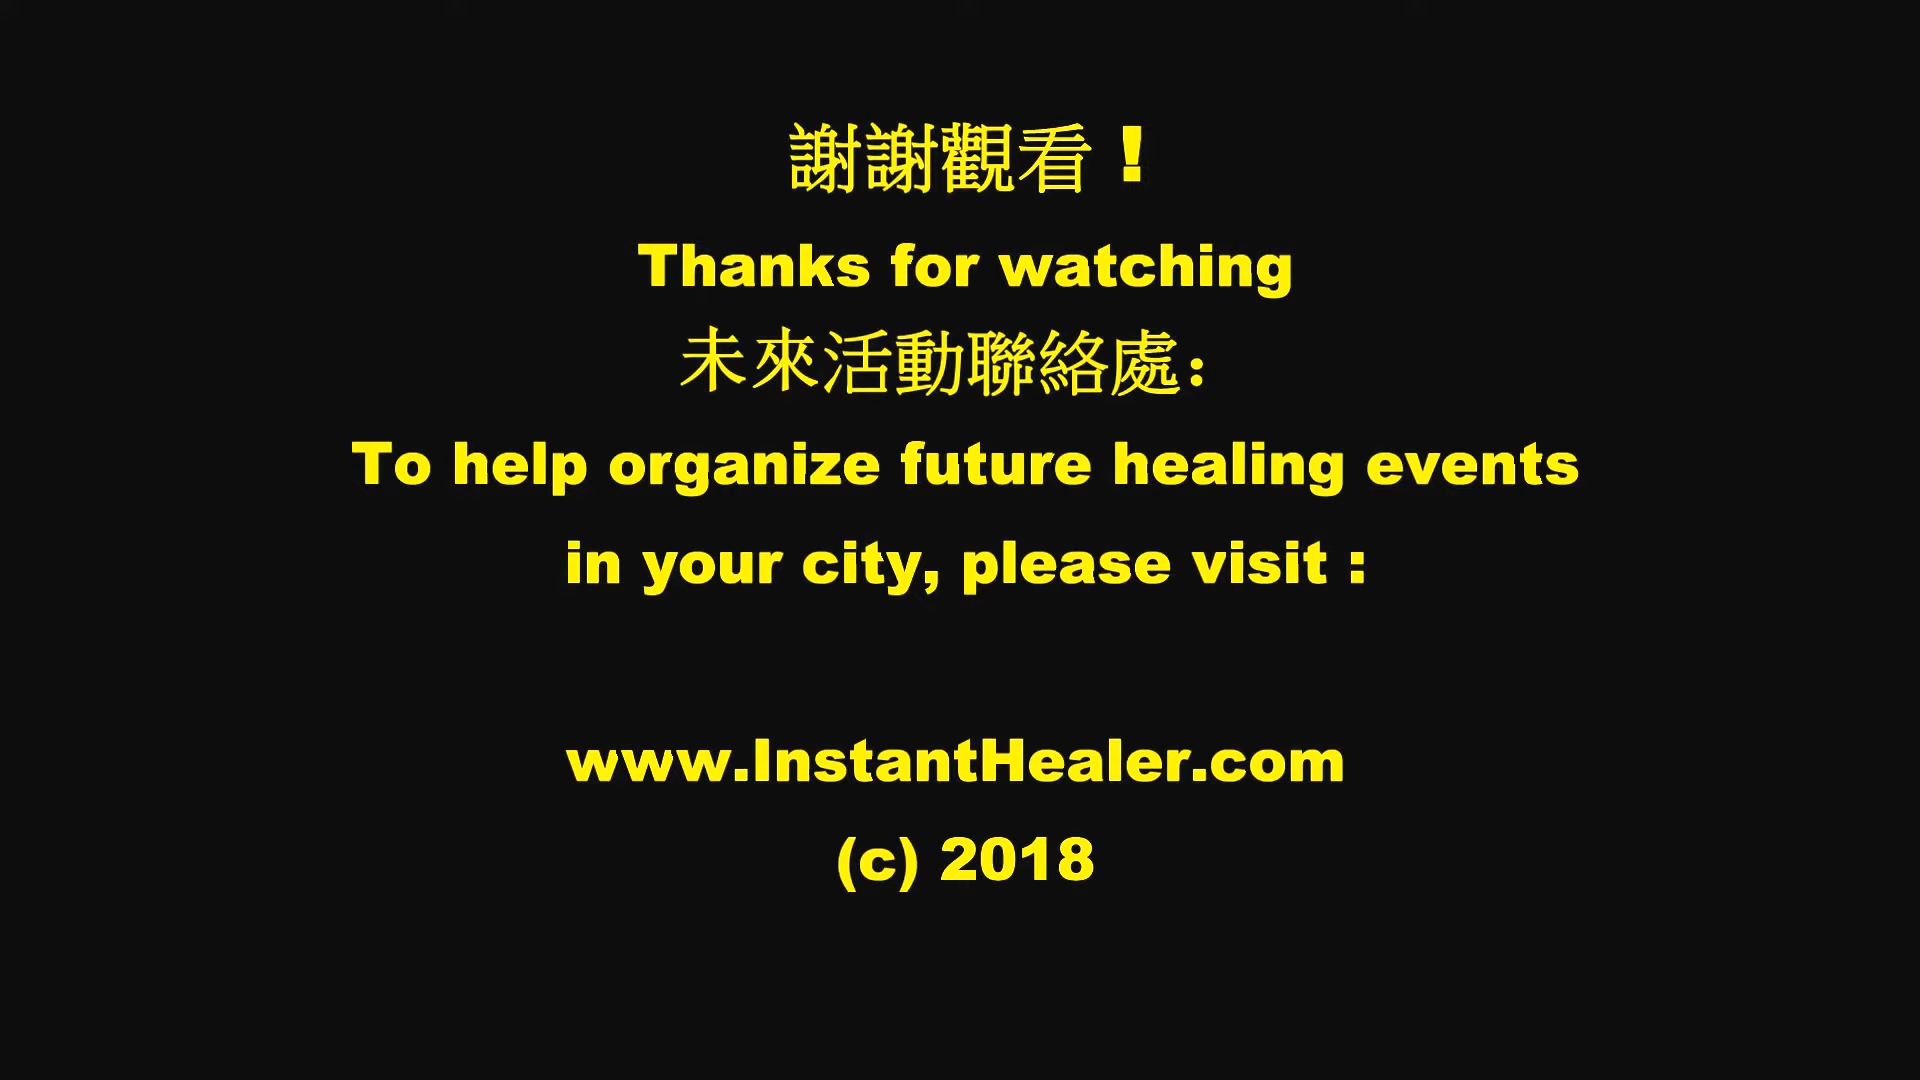 謝謝觀看！
Thanks for watching
未來活動聯絡處:
To help organize future healing events
in your city, please visit :
www.InstantHealer.com
(c) 2018